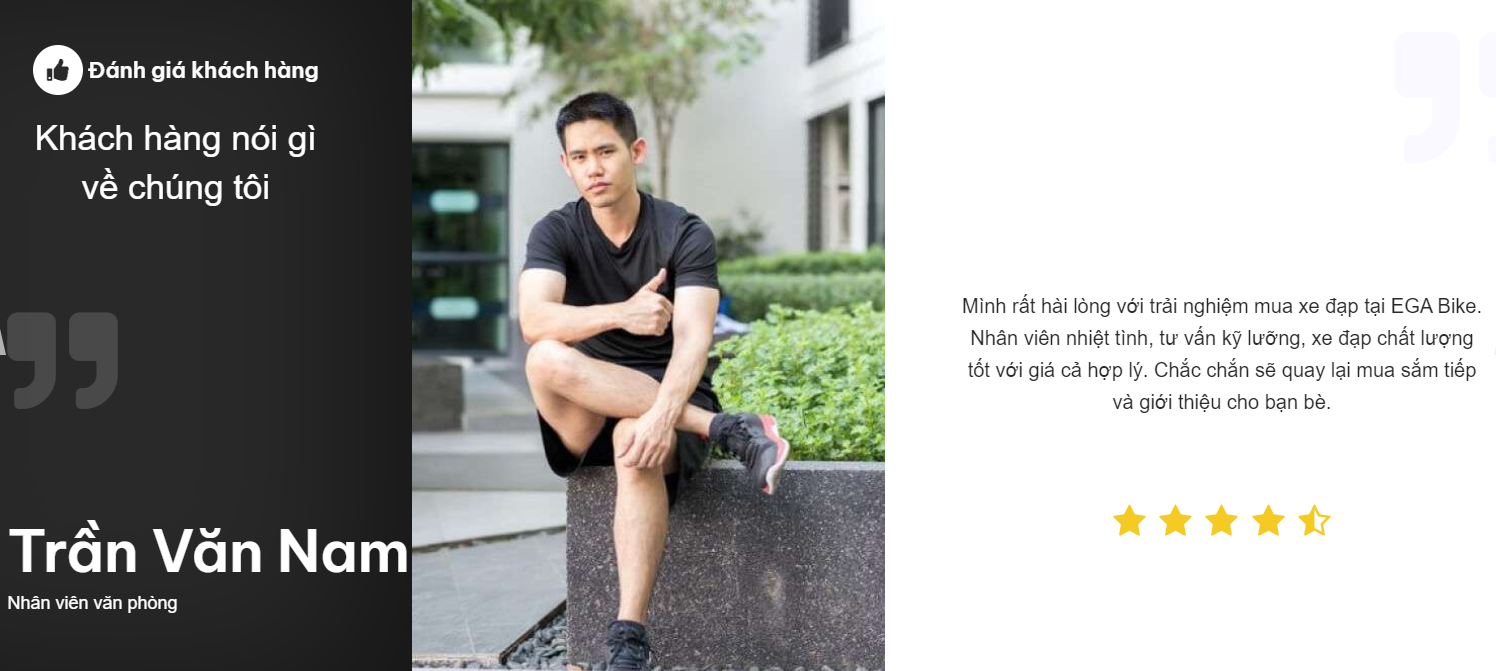 Đánh giá khách hàng
Khách hàng nói gì
về chúng tôi
Trần Văn Nam
Nhân viên văn phòng
Mình rất hài lòng với trải nghiệm mua xe đạp tại EGA Bike.
Nhân viên nhiệt tình, tư vấn kỹ lưỡng, xe đạp chất lượng
tốt với giá cả hợp lý. Chắc chắn sẽ quay lại mua sắm tiếp
và giới thiệu cho bạn bè.